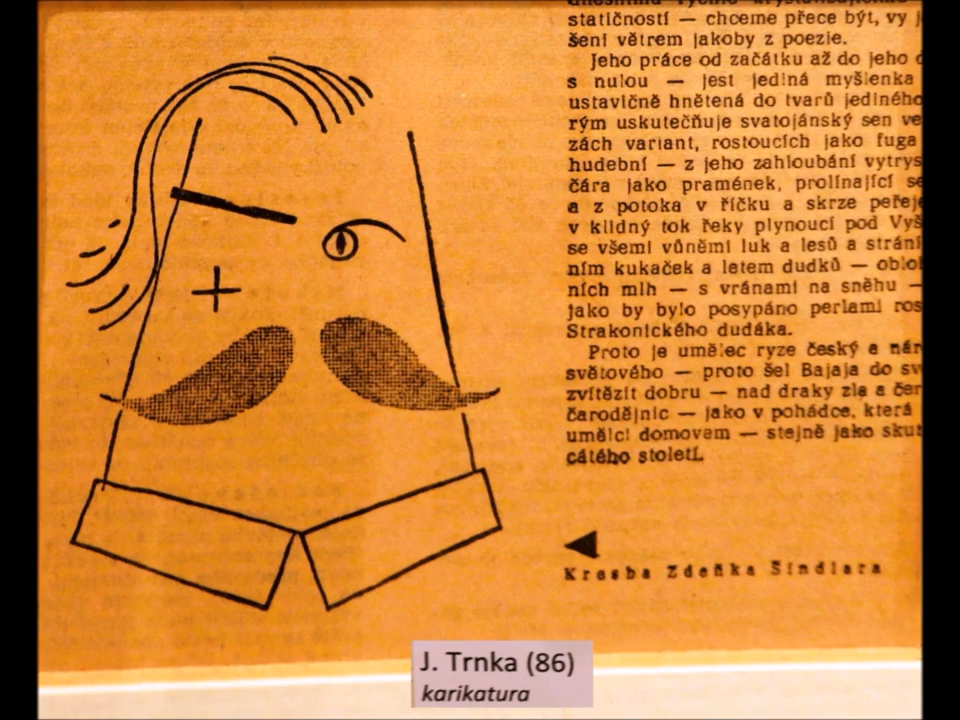 statičností — chceme přece být, vy
šeni větrem jakoby z poezie.
Jeho práce od začátku až do jeho
s nulou — jest jediná myšlenka
ustavičně hnětená do tvarů jediného
rým uskutečňuje svatojánský sen ve
zách variant, rostoucích jako fuga
hudební — z jeho zahloubání vytrys
čára jako pramének, prolínající se
a z potoka v říčku a skrze peřeje
v klidný tok řeky plynoucí pod Vyš
se všemi vůněmi luk a lesů a strání
ním kukaček a letem dudků — oblo
ních mlh — s vránami na sněhu —
jako by bylo posypáno perlami ros
Strakonického dudáka.
Proto je umělec ryze český a nár
světového — proto šel Bajaja do sv
zvítězit dobru — nad draky zla a čer
čarodějnic — jako v pohádce, která
umělci domovem — stejně jako skut
cátého století.
Kresba Zdeňka Šindlara
J. Trnka (86)
karikatura